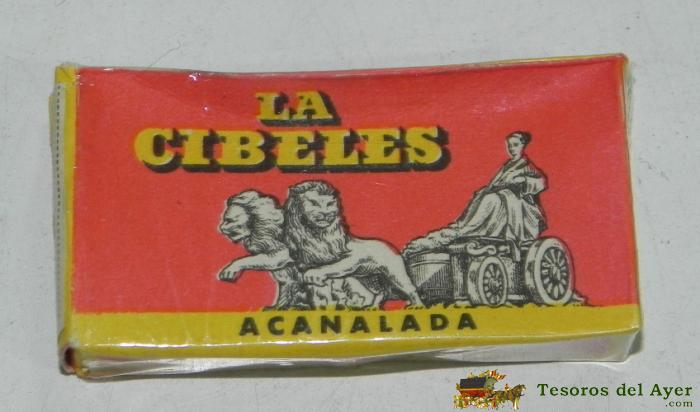 LA
CIBELES
ACANALADA
Tesoros del Ayer
.com